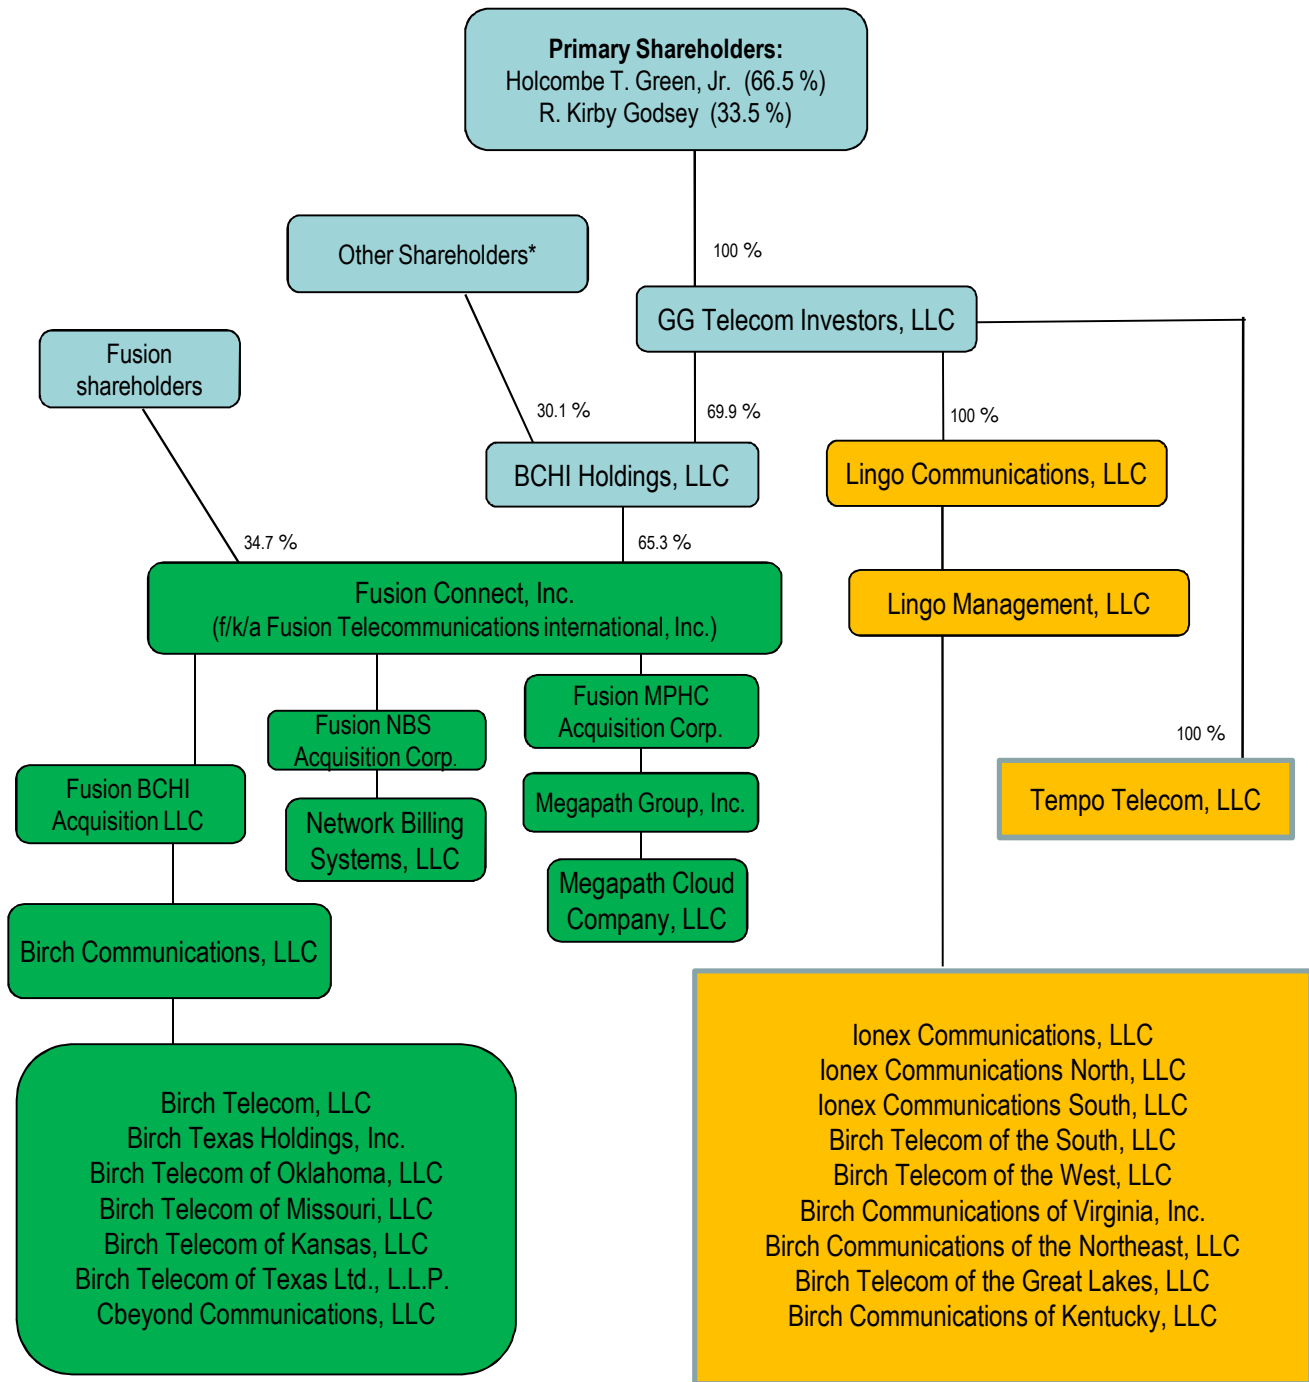 Primary Shareholders:
Holcombe T. Green, Jr. (66.5 %)
R. Kirby Godsey (33.5 %)
Other Shareholders*
100 %
GG Telecom Investors, LLC
Fusion
shareholders
30.1 %
69.9 %
100 %
BCHI Holdings, LLC
Lingo Communications, LLC
34.7 %
65.3 %
Fusion Connect, Inc.
(f/k/a Fusion Telecommunications international, Inc.)
Lingo Management, LLC
Fusion MPHC
Acquisition Corp.
Fusion NBS
Acquisition Corp.
100 %
Fusion BCHI
Acquisition LLC
Megapath Group, Inc.
Tempo Telecom, LLC
Network Billing
Systems, LLC
Megapath Cloud
Company, LLC
Birch Communications, LLC
Birch Telecom, LLC
Birch Texas Holdings, Inc.
Birch Telecom of Oklahoma, LLC
Birch Telecom of Missouri, LLC
Birch Telecom of Kansas, LLC
Birch Telecom of Texas Ltd., L.L.P.
Cbeyond Communications, LLC
Ionex Communications, LLC
Ionex Communications North, LLC
Ionex Communications South, LLC
Birch Telecom of the South, LLC
Birch Telecom of the West, LLC
Birch Communications of Virginia, Inc.
Birch Communications of the Northeast, LLC
Birch Telecom of the Great Lakes, LLC
Birch Communications of Kentucky, LLC